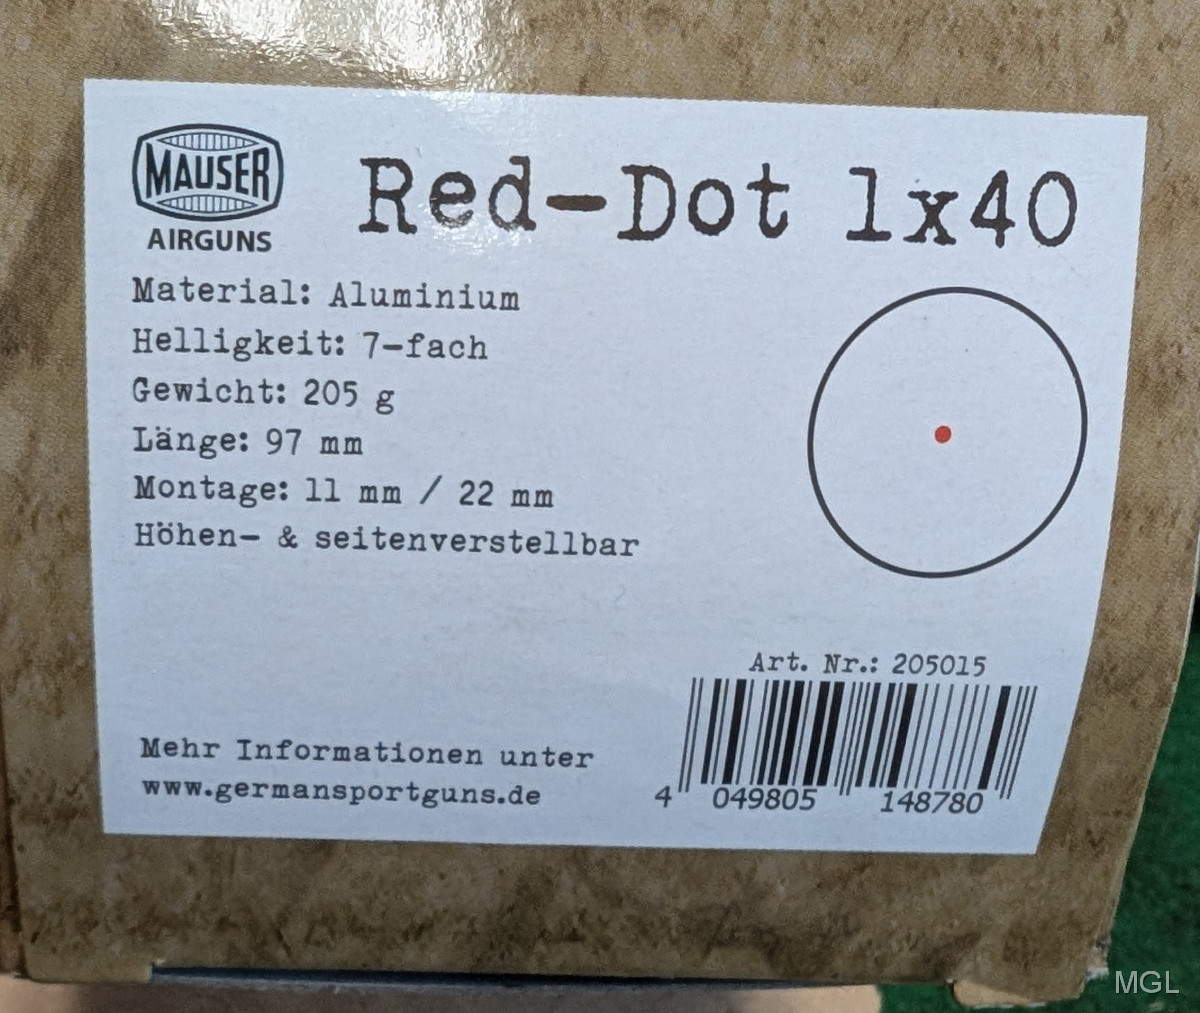 MAUSER
AIRGUNS
Red-Dot 1x40
Material: Aluminium
Helligkeit: 7-fach
Gewicht: 205 g
Länge: 97 mm
Montage: 11 mm / 22 mm
Höhen- & seitenverstellbar
Art. Nr.: 205015
Mehr Informationen unter
www.germansportguns.de
4 049805 148780
MGL